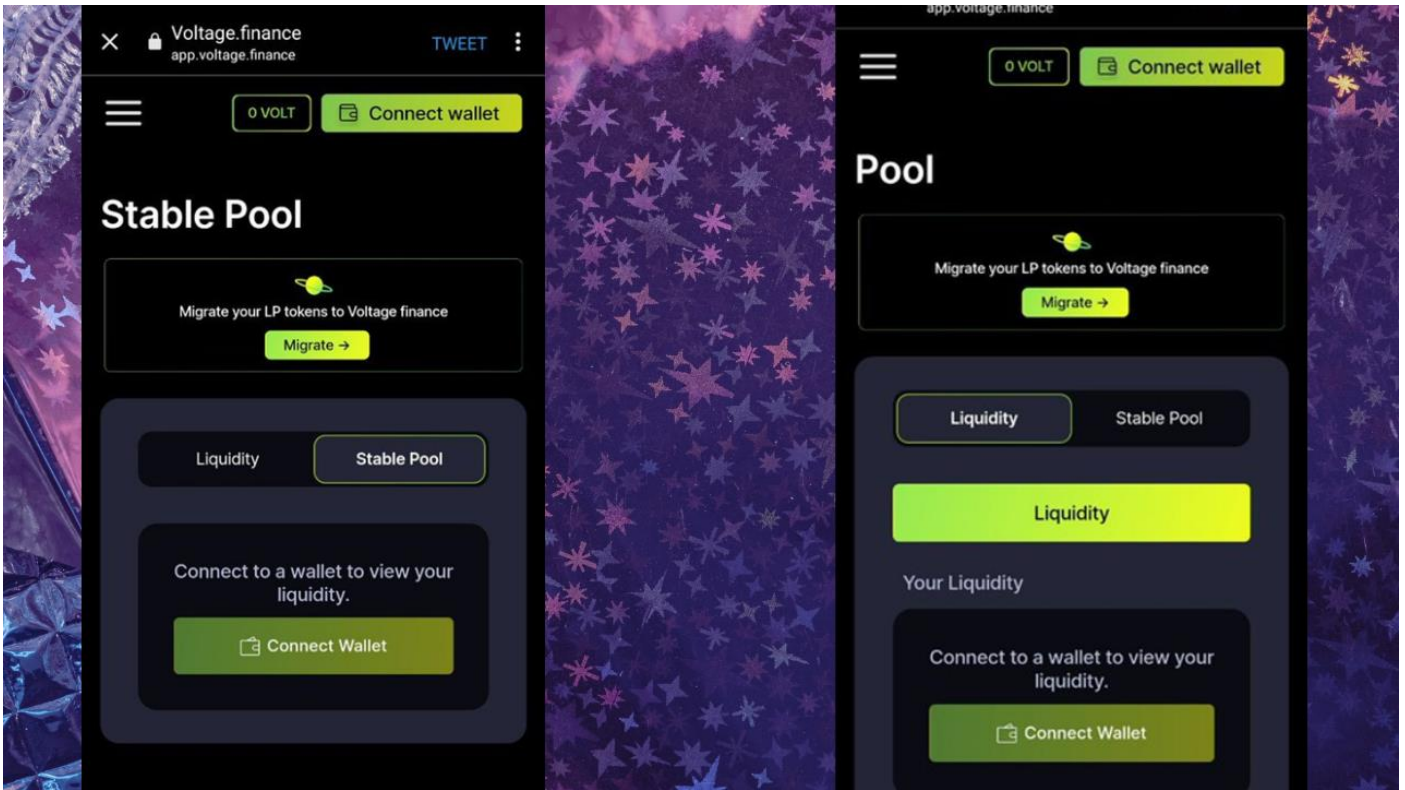 Voltage.finance
app.voltage.finance
TWEET
0 VOLT
Connect wallet
Stable Pool
Migrate your LP tokens to Voltage finance
Migrate →
Liquidity
Stable Pool
Connect to a wallet to view your
liquidity.
Connect Wallet
app.voltage.finance
0 VOLT
Connect wallet
Pool
Migrate your LP tokens to Voltage finance
Migrate →
Liquidity
Stable Pool
Liquidity
Your Liquidity
Connect to a wallet to view your
liquidity.
Connect Wallet